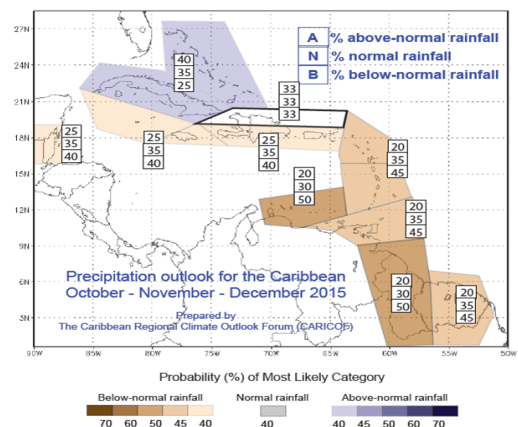 27N
24N
21N
18N
15N
12N
9N
6N
3N
A % above-normal rainfall
N % normal rainfall
B % below-normal rainfall
40
35
25
33
33
33
25
35
40
25
35
40
25
35
40
20
35
45
20
30
50
20
35
45
20
30
50
20
35
45
Precipitation outlook for the Caribbean
October - November - December 2015
Prepared by
The Caribbean Regional Climate Outlook Forum (CARICOF)
90W 85W 80W 75W 70W 65W 60W 55W 50W
Probability (%) of Most Likely Category
Below-normal rainfall Normal rainfall Above-normal rainfall
70 60 50 45 40 40 40 45 50 60 70